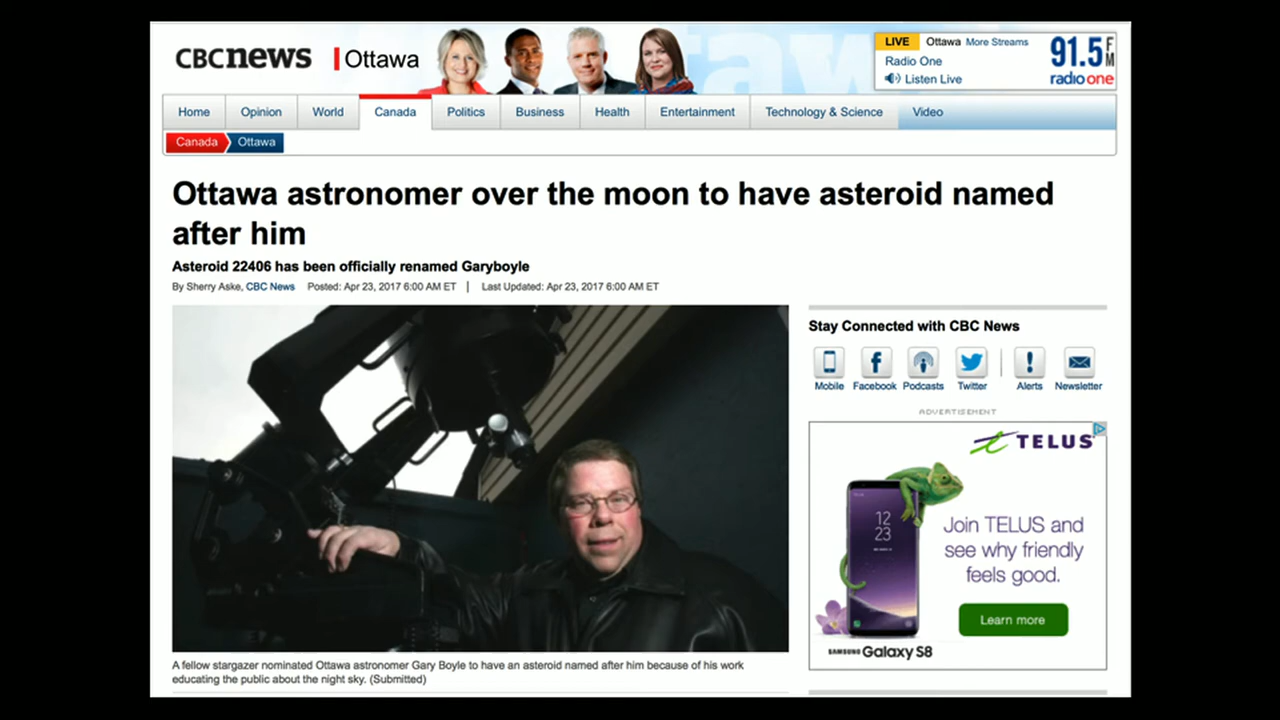 CBCnews | Ottawa
LIVE Ottawa More Streams
Radio One
Listen Live
91.5 FM
radio one
Home Opinion World Canada Politics Business Health Entertainment Technology & Science Video
Canada Ottawa
Ottawa astronomer over the moon to have asteroid named
after him
Asteroid 22406 has been officially renamed Garyboyle
By Sherry Aske, CBC News Posted: Apr 23, 2017 6:00 AM ET | Last Updated: Apr 23, 2017 6:00 AM ET
Stay Connected with CBC News
Mobile Facebook Podcasts Twitter Alerts Newsletter
ADVERTISEMENT
TELUS
12
23
Join TELUS and
see why friendly
feels good.
Learn more
SAMSUNG Galaxy S8
A fellow stargazer nominated Ottawa astronomer Gary Boyle to have an asteroid named after him because of his work
educating the public about the night sky. (Submitted)